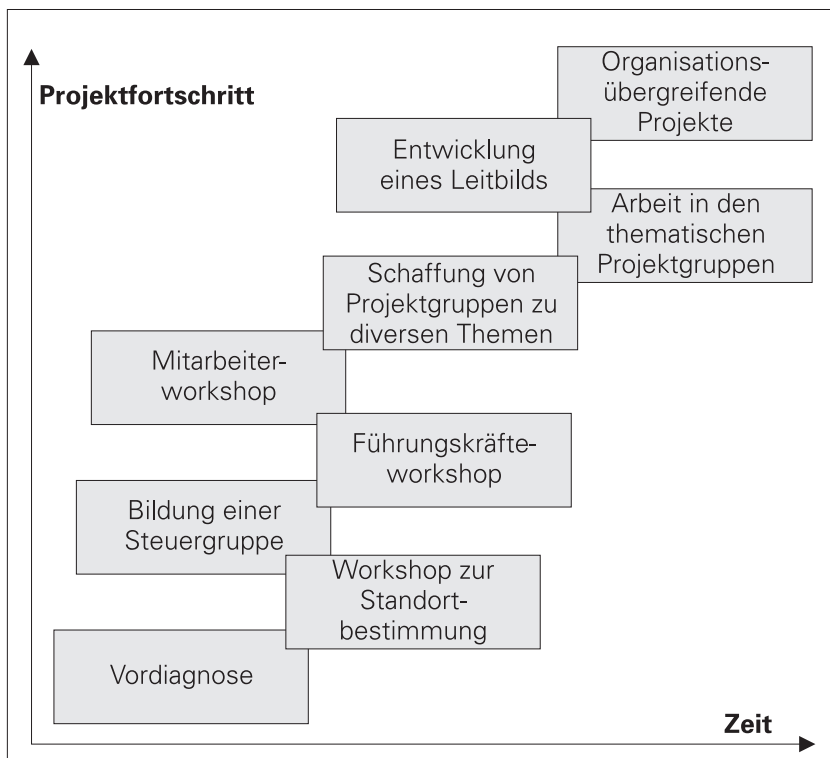 Projektfortschritt
Organisations-
übergreifende
Projekte
Entwicklung
eines Leitbilds
Arbeit in den
thematischen
Projektgruppen
Schaffung von
Projektgruppen zu
diversen Themen
Mitarbeiter-
workshop
Führungskräfte-
workshop
Bildung einer
Steuergruppe
Workshop zur
Standort-
bestimmung
Vordiagnose
Zeit